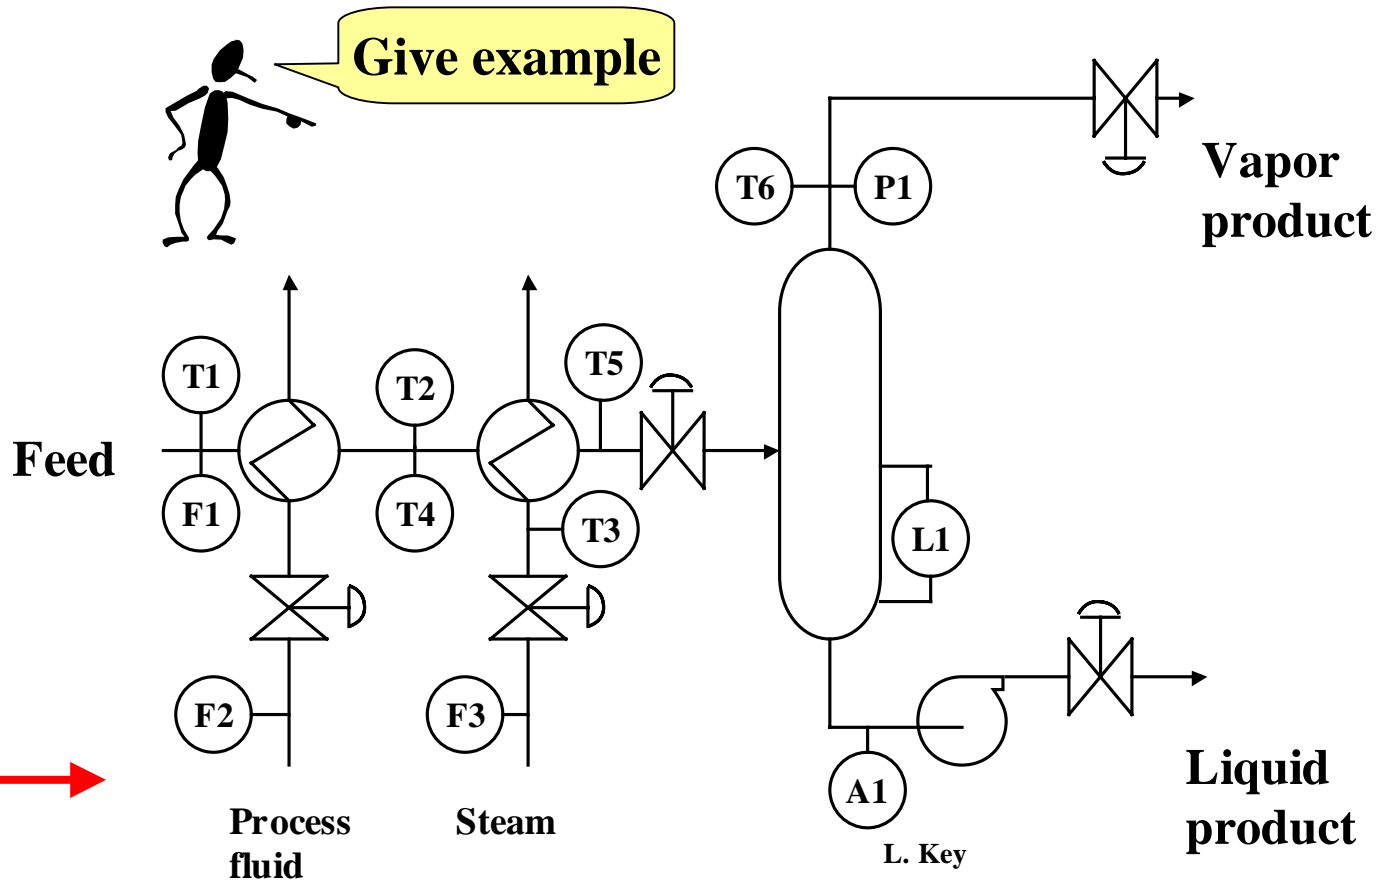 Give example
T6
P1
Vapor
product
T1
T2
T5
Feed
F1
T4
T3
L1
F2
F3
A1
Liquid
product
Process
fluid
Steam
L. Key